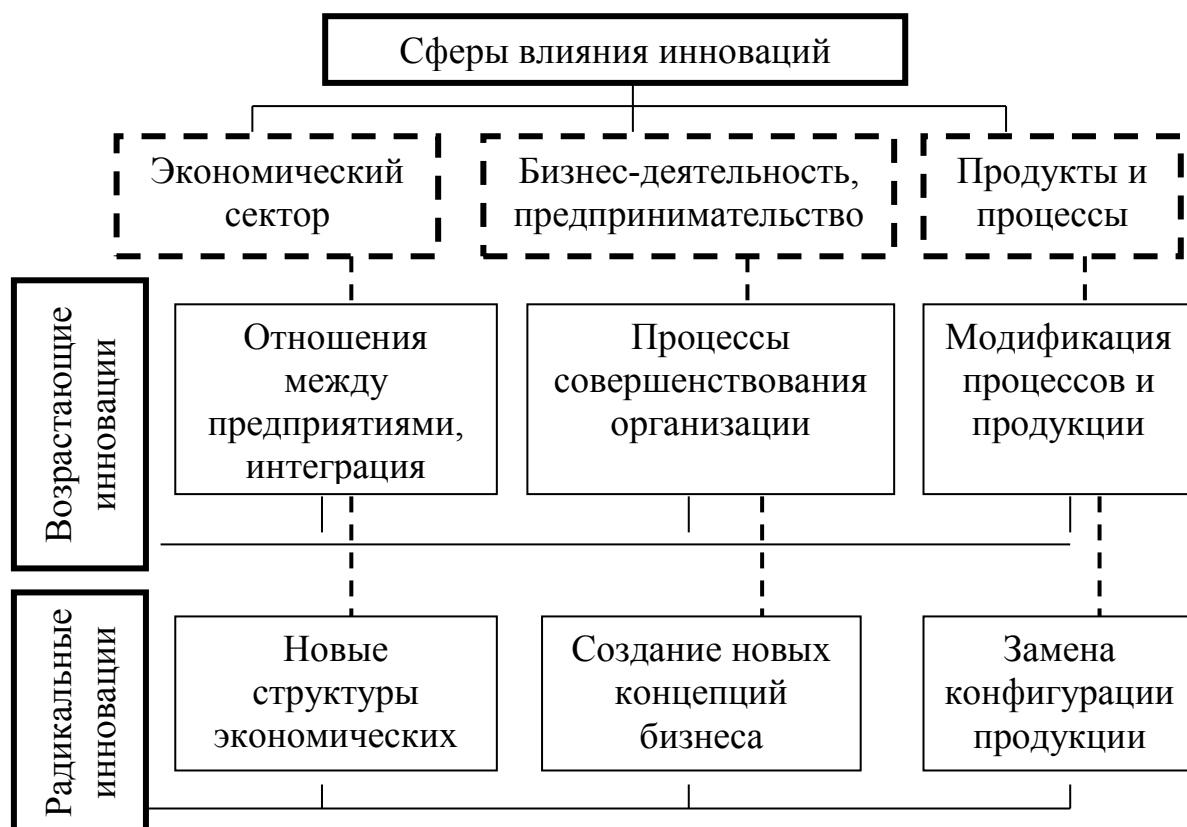 Сферы влияния инноваций
Экономический
сектор
Бизнес-деятельность,
предпринимательство
Продукты и
процессы
Возрастающие
инновации
Отношения
между
предприятиями,
интеграция
Процессы
совершенствования
организации
Модификация
процессов и
продукции
Радикальные
инновации
Новые
структуры
экономических
Создание новых
концепций
бизнеса
Замена
конфигурации
продукции